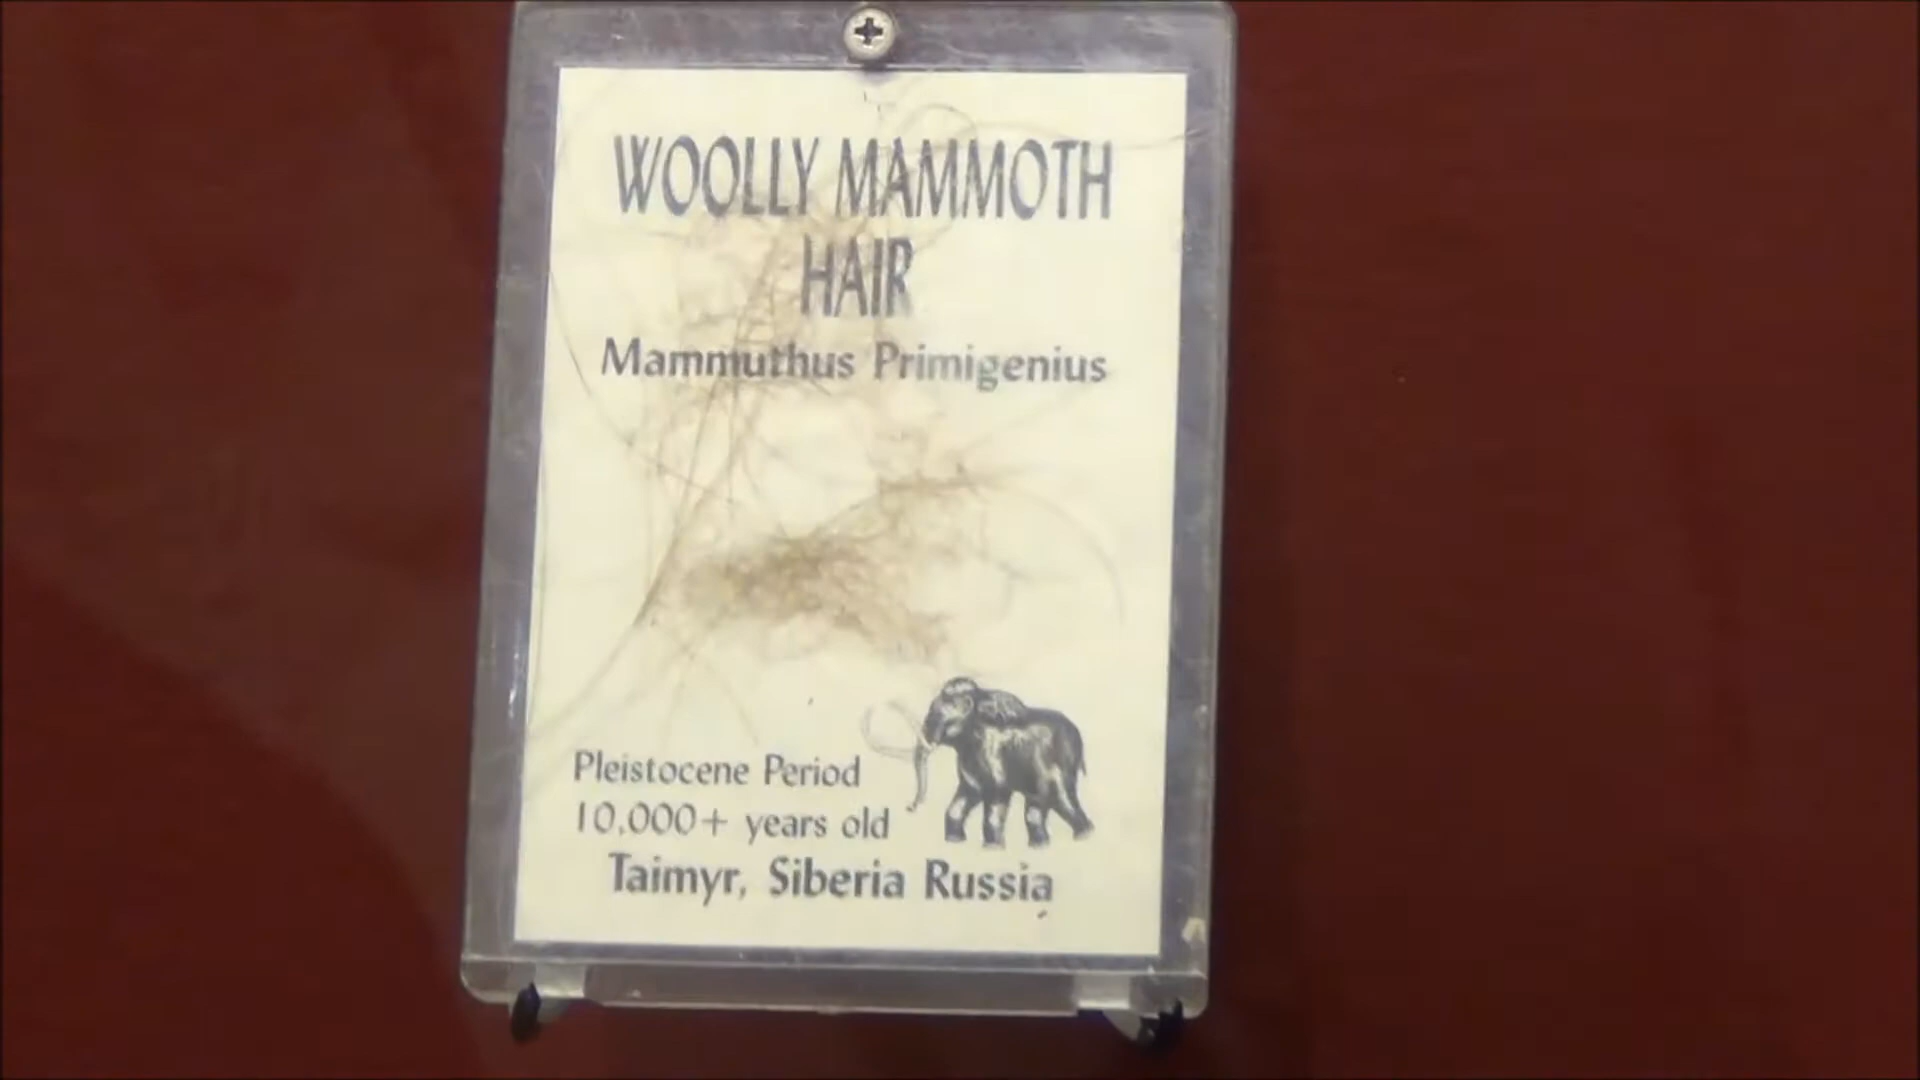 WOOLLY MAMMOTH
HAIR
Mammuthus Primigenius
Pleistocene Period
10,000+ years old
Taimyr, Siberia Russia